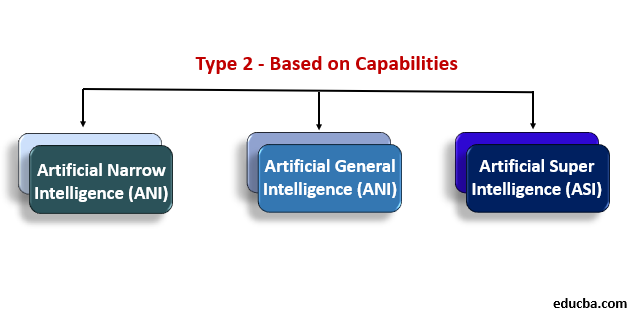 Type 2 - Based on Capabilities
Artificial Narrow
Intelligence (ANI)
Artificial General
Intelligence (ANI)
Artificial Super
Intelligence (ASI)
educba.com